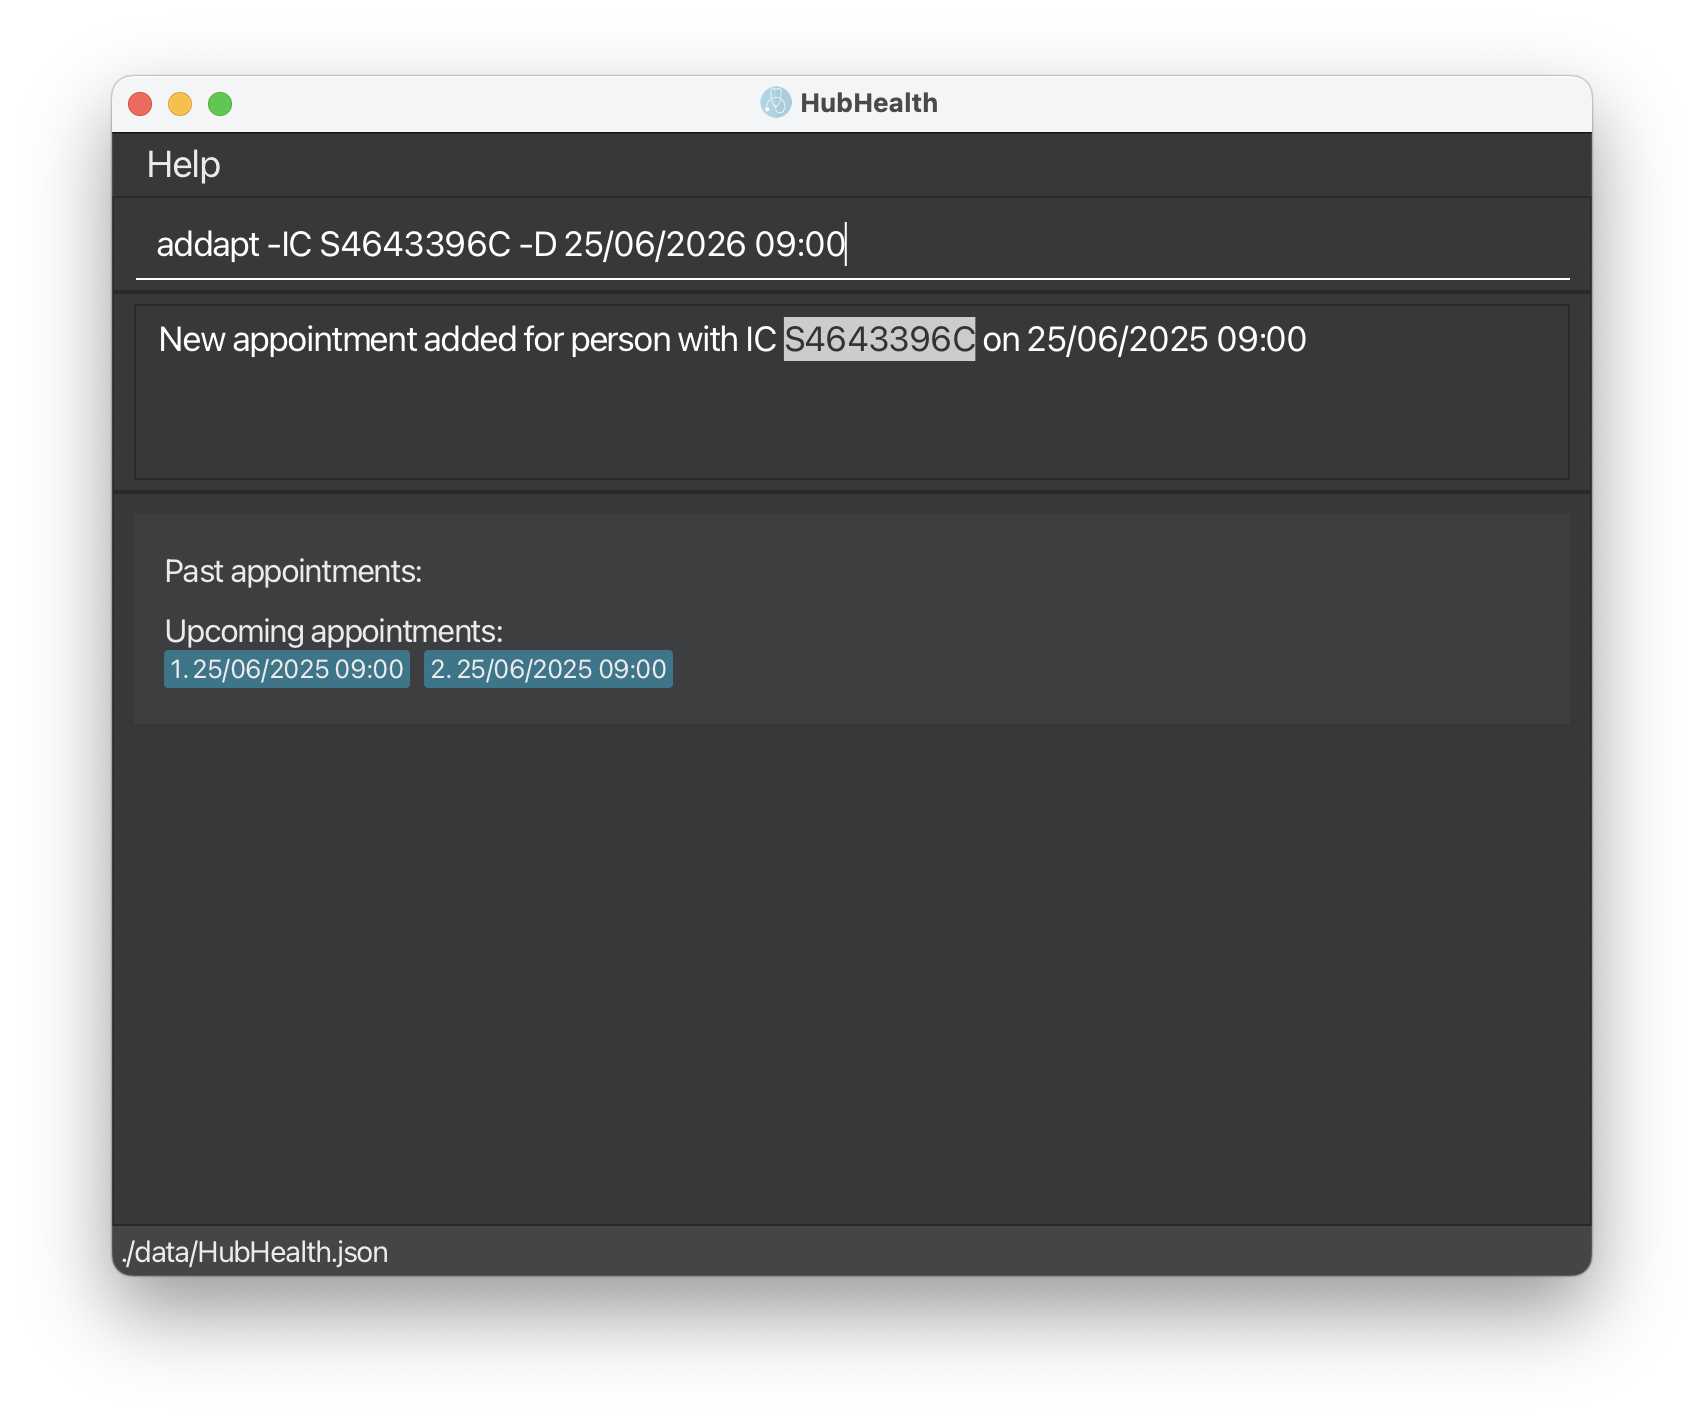 HubHealth
Help
addapt -IC S4643396C -D 25/06/2026 09:00
New appointment added for person with IC S4643396C on 25/06/2025 09:00
Past appointments:
Upcoming appointments:
1. 25/06/2025 09:00 2. 25/06/2025 09:00
./data/HubHealth.json